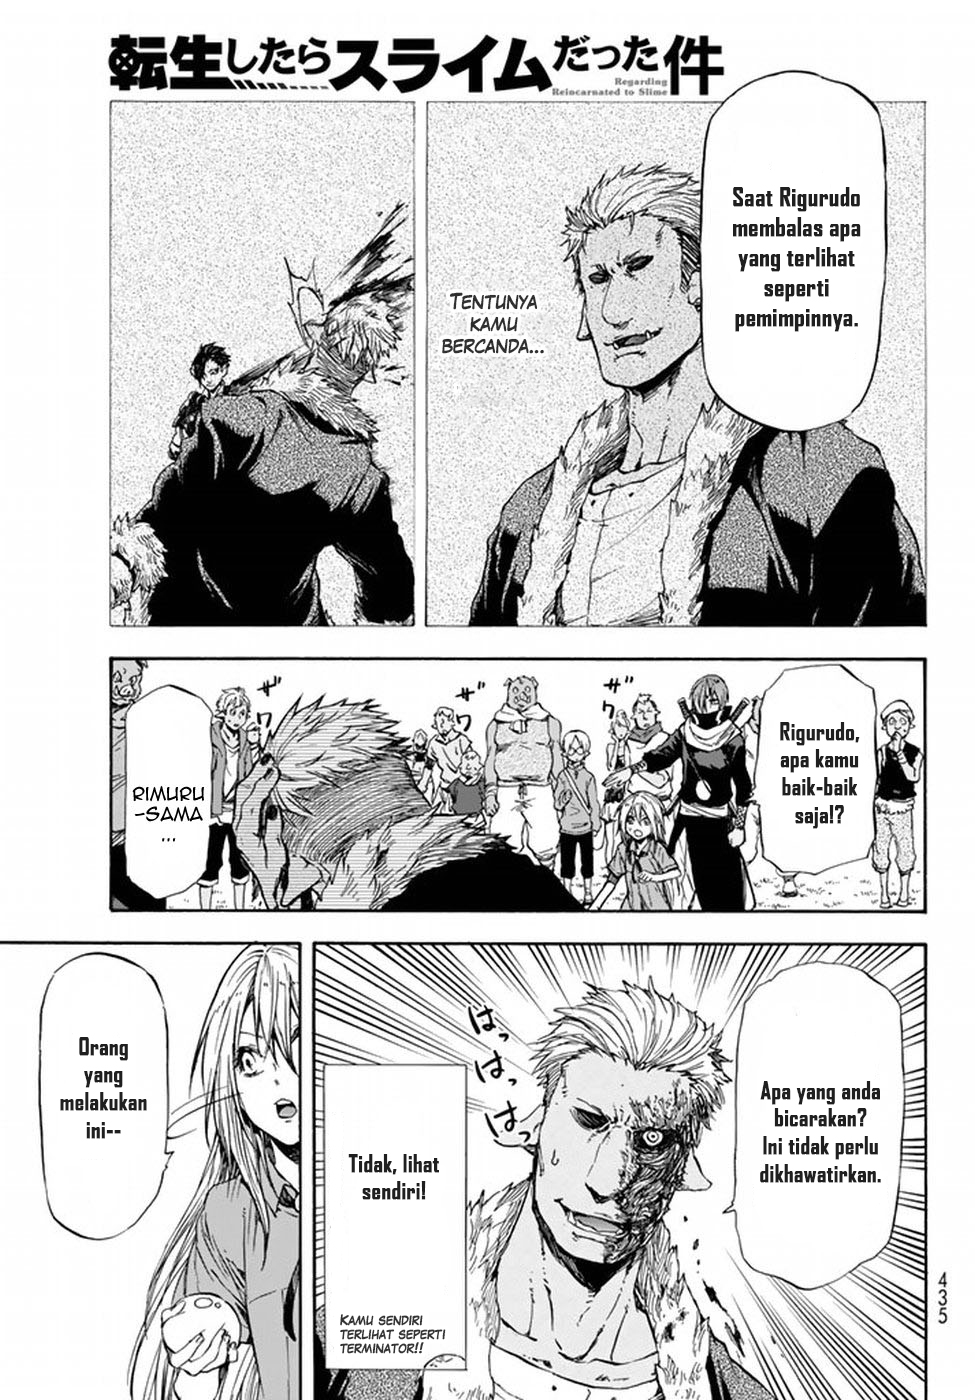 転生したらスライムだった件
Regarding
Reincarnated to Slime
Saat Rigurudo
membalas apa
yang terlihat
seperti
pemimpinnya.
TENTUNYA
KAMU
BERCANDA...
Rigurudo,
apa kamu
baik-baik
saja!?
ザワ
ザワ
RIMURU
-SAMA
...
Apa yang anda
bicarakan?
Ini tidak perlu
dikhawatirkan.
はっ
はっ
はっ
Tidak, lihat
sendiri!
KAMU SENDIRI
TERLIHAT SEPERTI
TERMINATOR!!
Orang
yang
melakukan
ini--
435